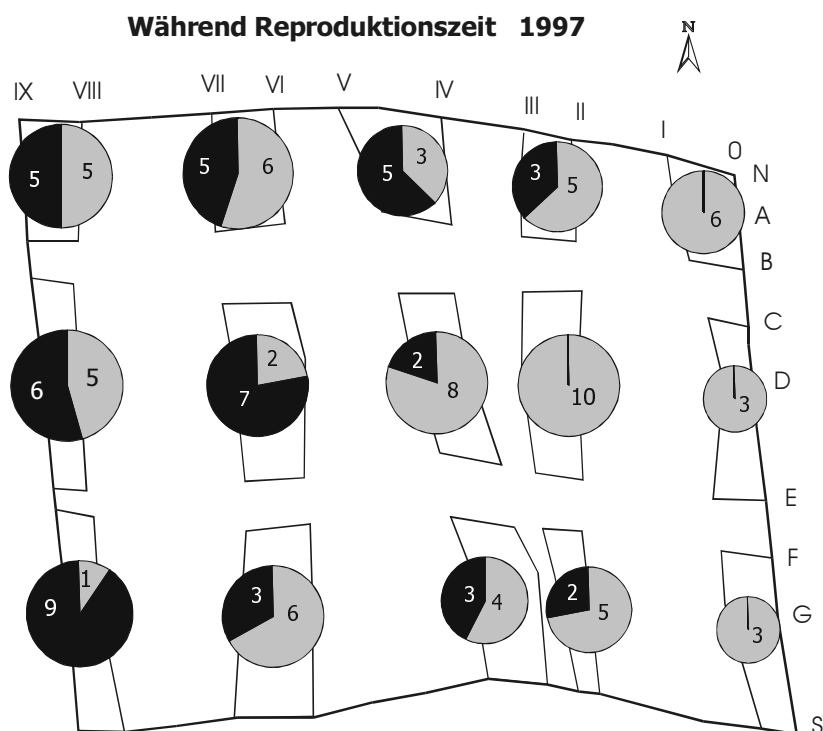 Während Reproduktionszeit 1997
N
IX VIII VII VI V IV III II I O
N
5 5 5 6 5 3 3 5 6
A
B
C
D
6 5 7 2 2 8 10 3
E
F
G
9 1 3 6 3 4 2 5 3
S